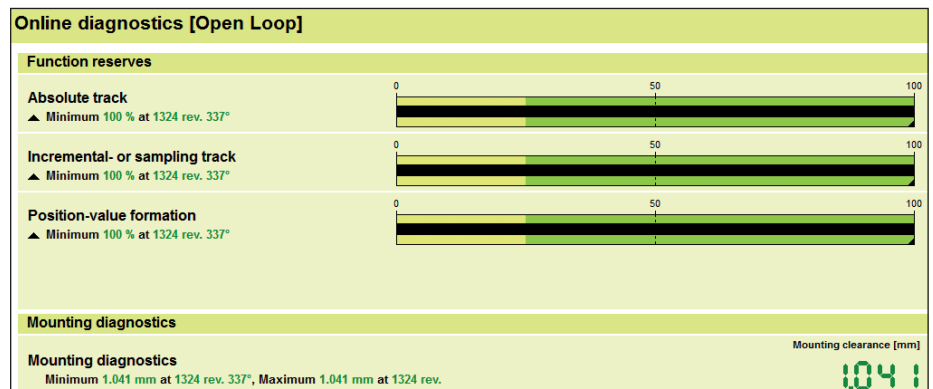 Online diagnostics [Open Loop]
Function reserves
Absolute track
Minimum 100 % at 1324 rev. 337°
0 50 100
Incremental- or sampling track
Minimum 100 % at 1324 rev. 337°
0 50 100
Position-value formation
Minimum 100 % at 1324 rev. 337°
0 50 100
Mounting diagnostics
Mounting clearance [mm]
Mounting diagnostics
Minimum 1.041 mm at 1324 rev. 337°, Maximum 1.041 mm at 1324 rev.
1.041